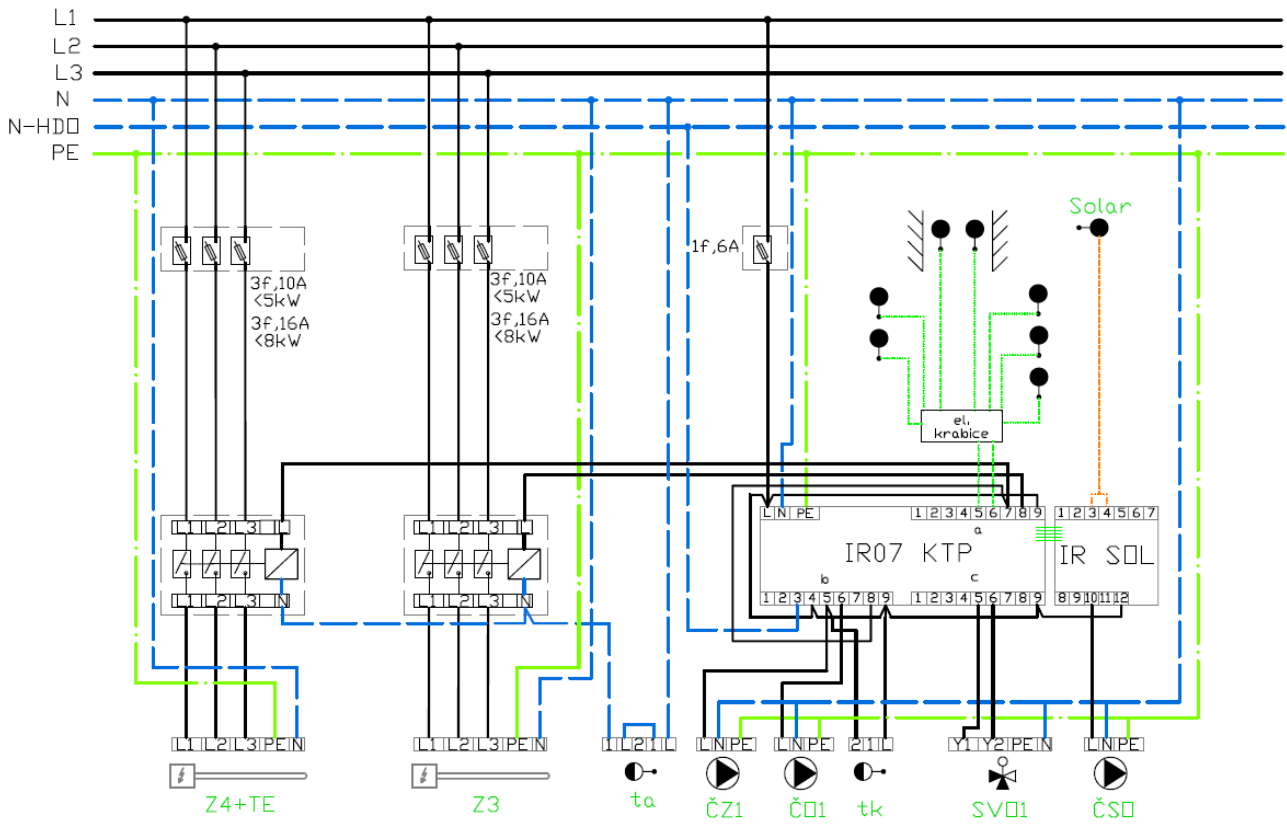 L1
L2
L3
N
N-HDO
PE
3f,10A
<5kW
3f,16A
<8kW
3f,10A
<5kW
3f,16A
<8kW
1f,6A
Solar
el.
krabice
L1 L2 L3 L
L1 L2 L3 N
L1 L2 L3 L
L1 L2 L3 N
L N PE
1 2 3 4 5 6 7 8 9
1 2 3 4 5 6 7
a
IR07 KTP
IR SOL
b
c
1 2 3 4 5 6 7 8 9
1 2 3 4 5 6 7 8 9
8 9 10 11 12
L1 L2 L3 PE N
L1 L2 L3 PE N
1 L 2 1 L
L N PE
L N PE
2 1 L
Y1 Y2 PE N
L N PE
Z4+TE
Z3
ta
ČZ1
ČO1
tk
SVO1
ČSO